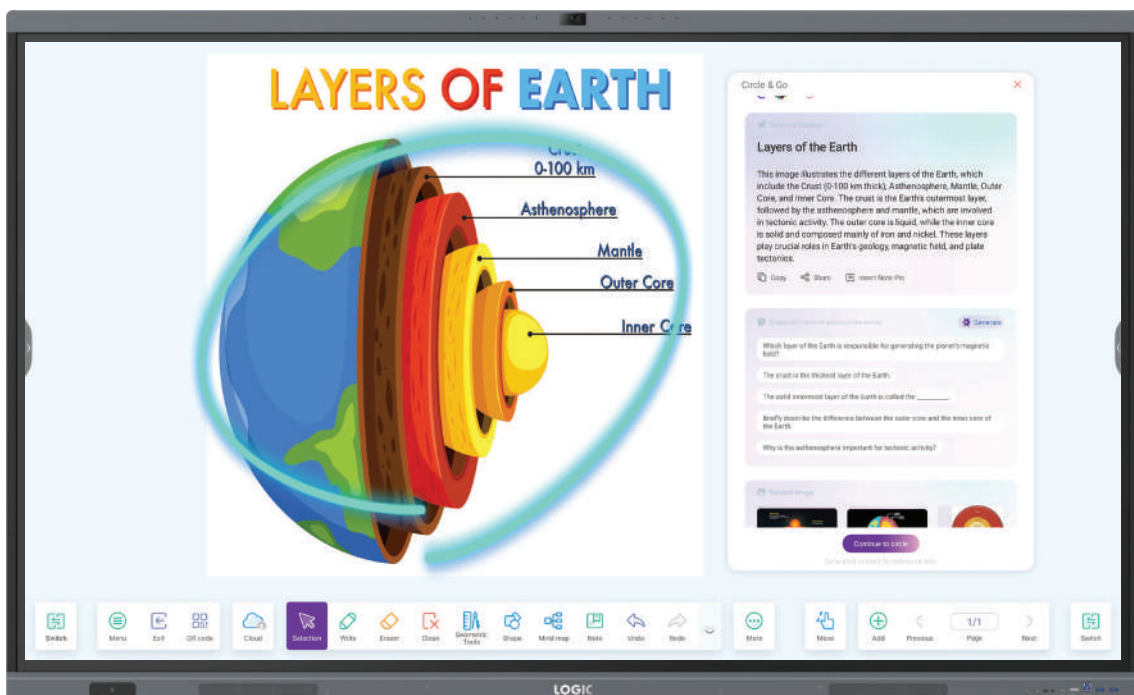 LAYERS OF EARTH
Crust
0-100 km
Asthenosphere
Mantle
Outer Core
Inner Core
Circle & Go
Layers of the Earth
This image illustrates the different layers of the Earth, which
include the Crust (0-100 km thick), Asthenosphere, Mantle, Outer
Core, and Inner Core. The crust is the Earth's outermost layer,
followed by the asthenosphere and mantle, which are involved
in tectonic activity. The outer core is liquid, while the inner core
is solid and composed mainly of iron and nickel. These layers
play crucial roles in Earth's geology, magnetic field, and plate
tectonics.
Copy Share Insert Note Pro
Generate
Which layer of the Earth is responsible for generating the planet's magnetic
field?
The crust is the thickest layer of the Earth.
The solid innermost layer of the Earth is called the ________.
Briefly describe the difference between the outer core and the inner core of
the Earth.
Why is the asthenosphere important for tectonic activity?
Related image
Continue to circle
Switch Menu Exit QR code Cloud Selection Write Eraser Clean Geometric Tools Shape Mind map Note Undo Redo More Move Add Previous 1/1 Page Next Switch
LOGIC